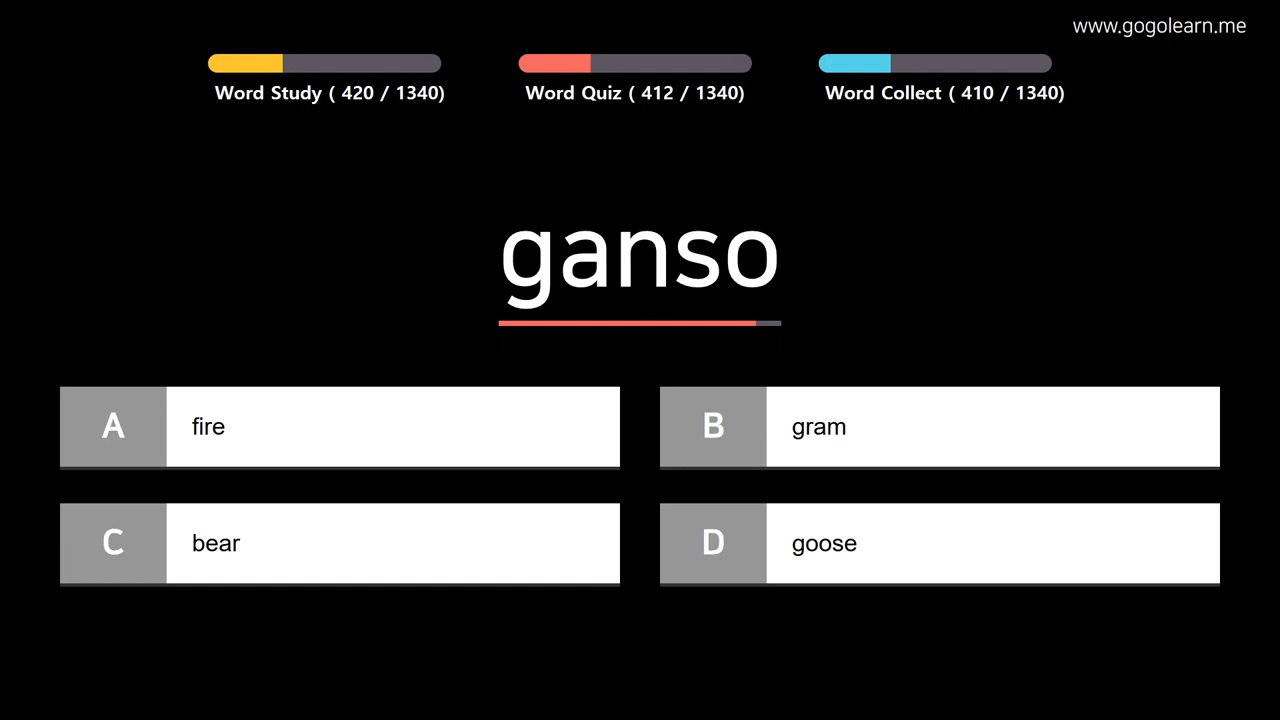 www.gogolearn.me
Word Study ( 420 / 1340)
Word Quiz ( 412 / 1340)
Word Collect ( 410 / 1340)
ganso
A fire
B gram
C bear
D goose